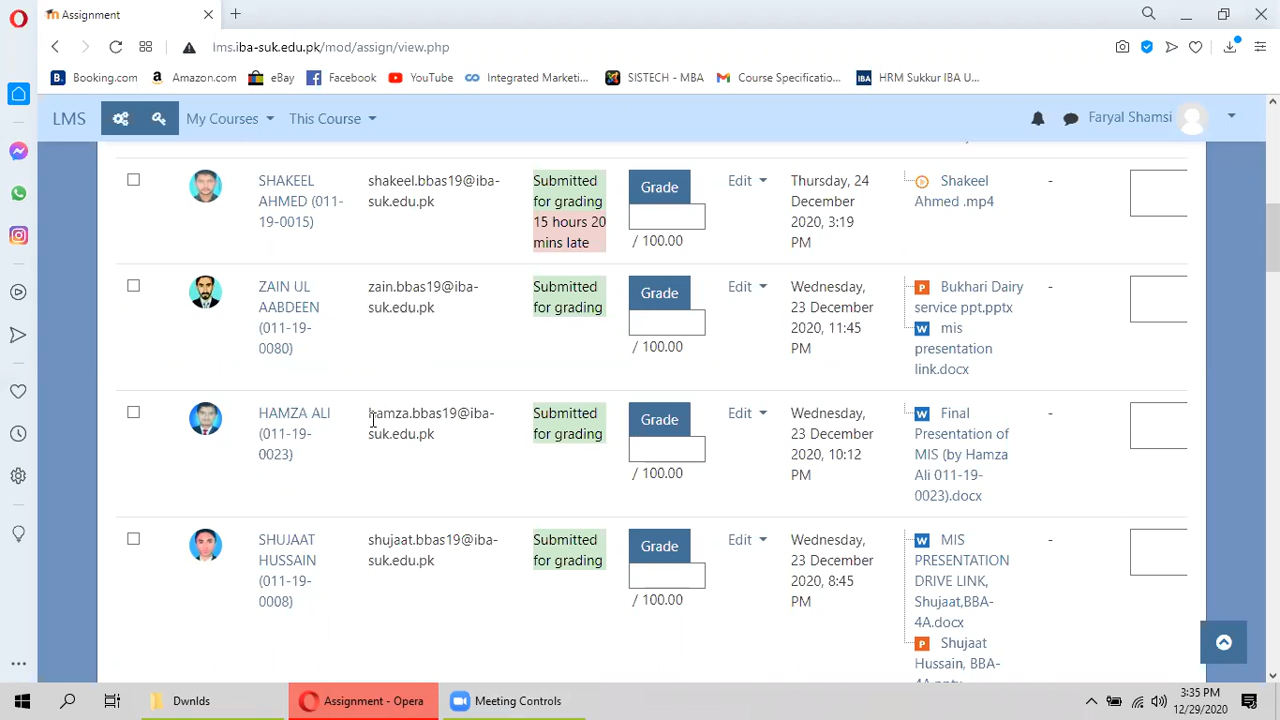 Assignment
lms.iba-suk.edu.pk/mod/assign/view.php
Booking.com Amazon.com eBay Facebook YouTube Integrated Marketi... SISTECH - MBA Course Specificatio... HRM Sukkur IBA U...
LMS My Courses This Course Faryal Shamsi
SHAKEEL AHMED (011-19-0015)
shakeel.bbas19@iba-suk.edu.pk
Submitted for grading
15 hours 20 mins late
Grade
/ 100.00
Edit
Thursday, 24 December 2020, 3:19 PM
Shakeel Ahmed .mp4
-
ZAIN UL AABDEEN (011-19-0080)
zain.bbas19@iba-suk.edu.pk
Submitted for grading
Grade
/ 100.00
Edit
Wednesday, 23 December 2020, 11:45 PM
Bukhari Dairy service ppt.pptx
mis presentation link.docx
-
HAMZA ALI (011-19-0023)
hamza.bbas19@iba-suk.edu.pk
Submitted for grading
Grade
/ 100.00
Edit
Wednesday, 23 December 2020, 10:12 PM
Final Presentation of MIS (by Hamza Ali 011-19-0023).docx
-
SHUJAAT HUSSAIN (011-19-0008)
shujaat.bbas19@iba-suk.edu.pk
Submitted for grading
Grade
/ 100.00
Edit
Wednesday, 23 December 2020, 8:45 PM
MIS PRESENTATION DRIVE LINK, Shujaat,BBA-4A.docx
Shujaat Hussain, BBA-
-
Dwnlds
Assignment - Opera
Meeting Controls
3:35 PM
12/29/2020